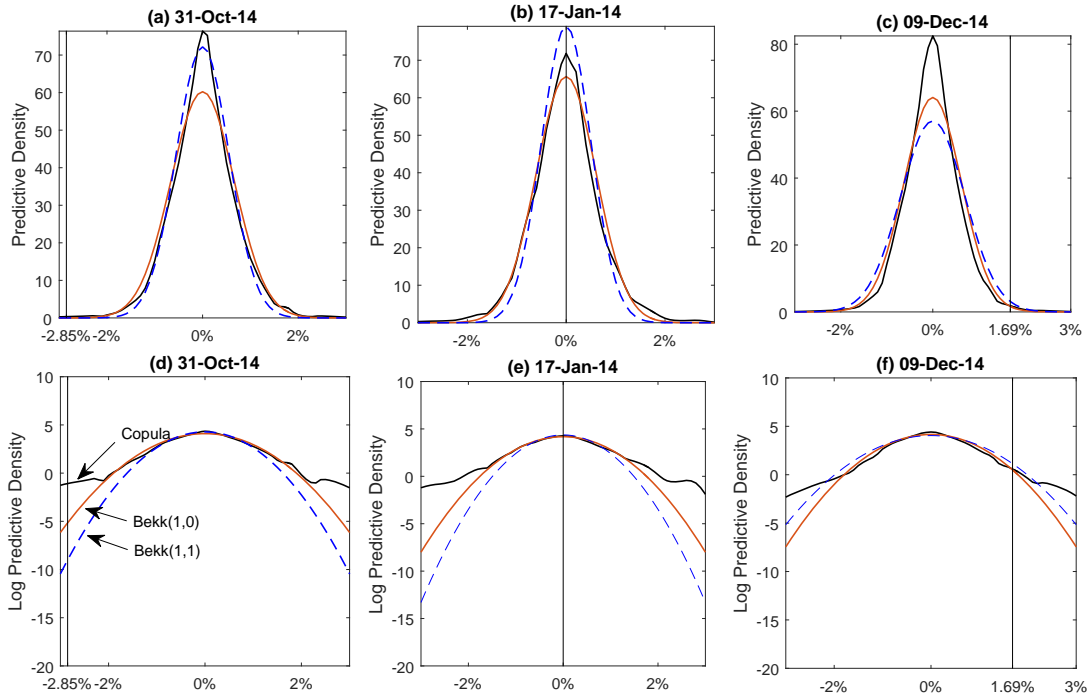 (a) 31-Oct-14
Predictive Density
70
60
50
40
30
20
10
0
-2.85% -2% 0% 2%
(b) 17-Jan-14
70
60
50
40
30
20
10
0
-2% 0% 2%
(c) 09-Dec-14
Predictive Density
80
60
40
20
0
-2% 0% 1.69% 3%
(d) 31-Oct-14
Log Predictive Density
10
5
0
-5
-10
-15
-20
Copula
Bekk(1,0)
Bekk(1,1)
-2.85% -2% 0% 2%
(e) 17-Jan-14
10
5
0
-5
-10
-15
-20
-2% 0% 2%
(f) 09-Dec-14
Log Predictive Density
10
5
0
-5
-10
-15
-20
-2% 0% 1.69% 3%